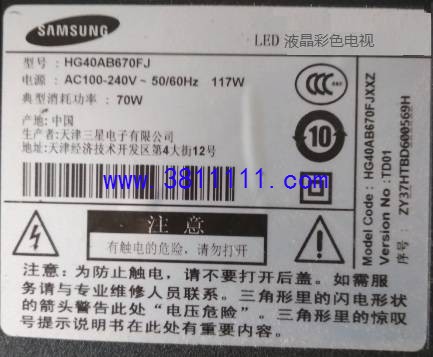 SAMSUNG
LED 液晶彩色电视
型号: HG40AB670FJ
电源: AC100-240V ~ 50/60Hz 117W
典型消耗功率: 70W
产地: 中国
生产者: 天津三星电子有限公司
天津经济技术开发区第4大街12号
CCC
10
www.3811111.com
注 意
有触电的危险, 请勿打开
注意: 为防止触电, 请不要打开后盖。如需服
务请与专业维修人员联系。三角形里的闪电形状
的箭头警告此处 "电压危险"。三角形里的惊叹
号提示说明书在此处有重要内容。
Model Code: HG40AB670FJXXZ
Version No: TD01
序号: ZY37HTBD600569H